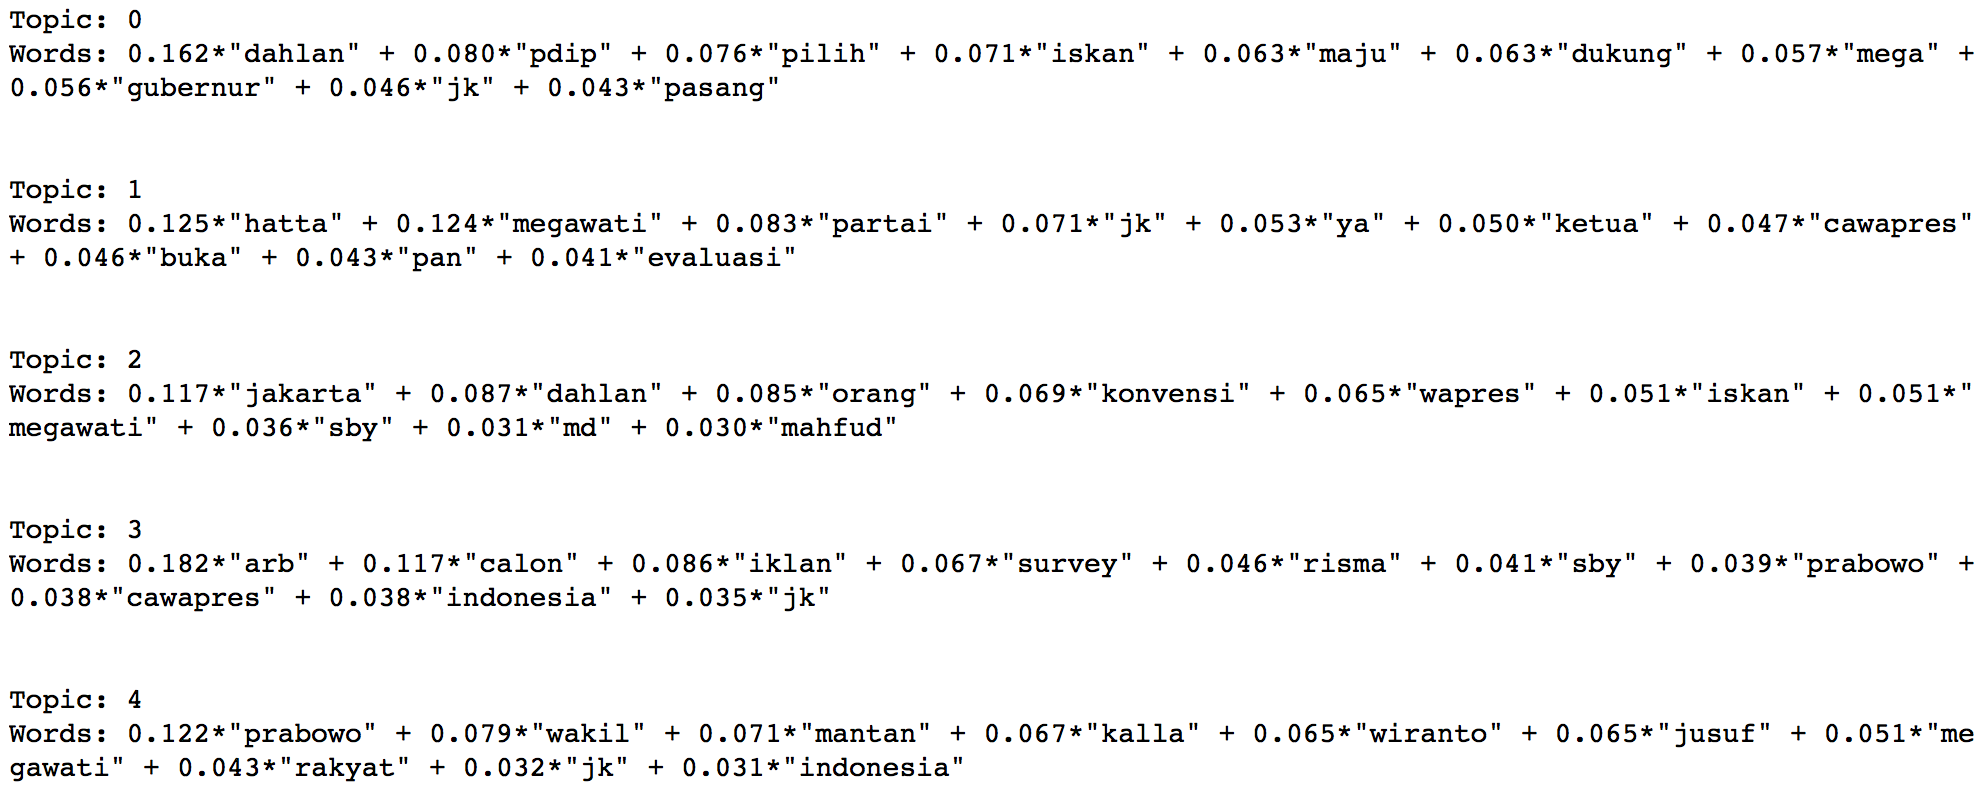 Topic: 0
Words: 0.162*"dahlan" + 0.080*"pdip" + 0.076*"pilih" + 0.071*"iskan" + 0.063*"maju" + 0.063*"dukung" + 0.057*"mega" +
0.056*"gubernur" + 0.046*"jk" + 0.043*"pasang"
Topic: 1
Words: 0.125*"hatta" + 0.124*"megawati" + 0.083*"partai" + 0.071*"jk" + 0.053*"ya" + 0.050*"ketua" + 0.047*"cawapres"
+ 0.046*"buka" + 0.043*"pan" + 0.041*"evaluasi"
Topic: 2
Words: 0.117*"jakarta" + 0.087*"dahlan" + 0.085*"orang" + 0.069*"konvensi" + 0.065*"wapres" + 0.051*"iskan" + 0.051*"
megawati" + 0.036*"sby" + 0.031*"md" + 0.030*"mahfud"
Topic: 3
Words: 0.182*"arb" + 0.117*"calon" + 0.086*"iklan" + 0.067*"survey" + 0.046*"risma" + 0.041*"sby" + 0.039*"prabowo" +
0.038*"cawapres" + 0.038*"indonesia" + 0.035*"jk"
Topic: 4
Words: 0.122*"prabowo" + 0.079*"wakil" + 0.071*"mantan" + 0.067*"kalla" + 0.065*"wiranto" + 0.065*"jusuf" + 0.051*"me
gawati" + 0.043*"rakyat" + 0.032*"jk" + 0.031*"indonesia"